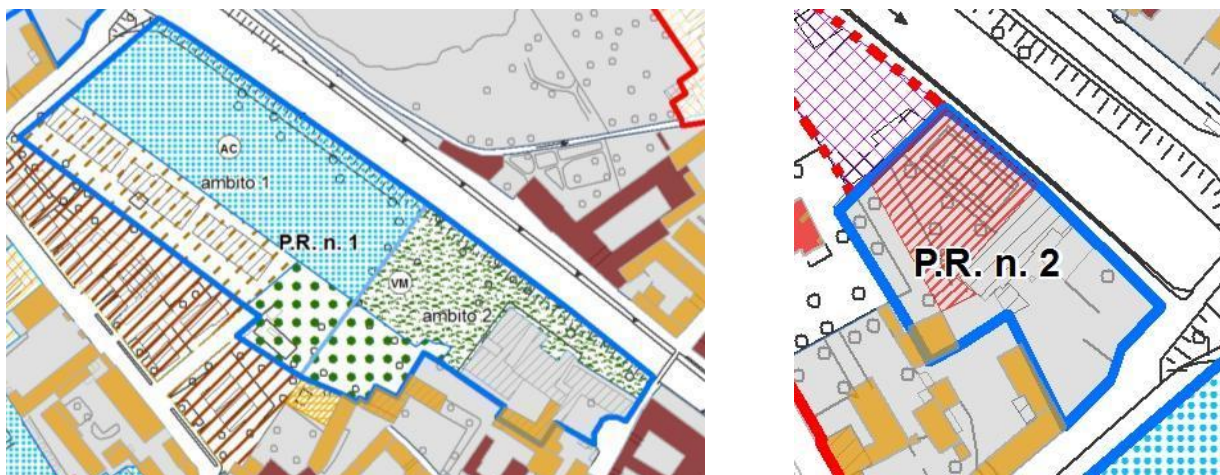 AC
ambito 1
P.R. n. 1
VM
ambito 2
P.R. n. 2